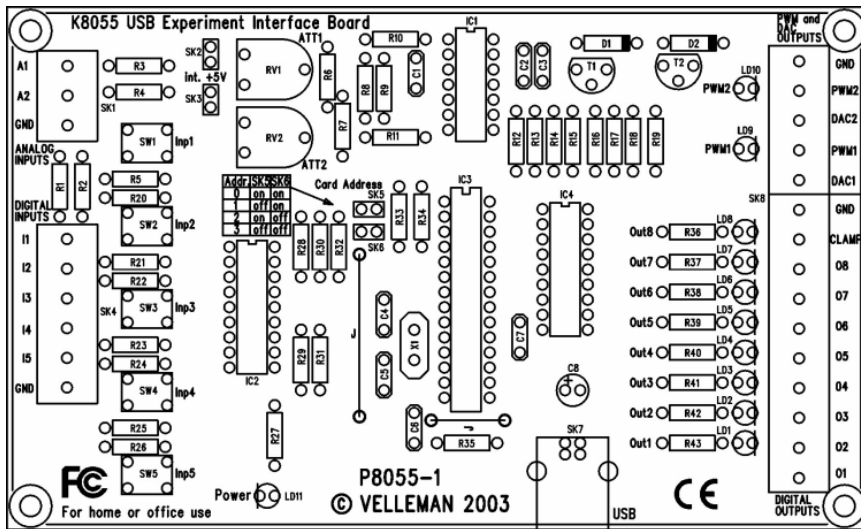 K8055 USB Experiment Interface Board
PWM and
DAC
OUTPUTS
A1
A2
GND
SK1
ANALOG
INPUTS
R3
R4
SK2
int. +5V
SK3
RV1
ATT1
RV2
ATT2
R6
R7
R8
R9
R10
R11
C1
IC1
C2
C3
D1
D2
T1
T2
LD10
PWM2
LD9
PWM1
GND
PWM2
DAC2
PWM1
DAC1
R12
R13
R14
R15
R16
R17
R18
R19
SW1
Inp1
R1
R2
R5
R20
DIGITAL
INPUTS
SW2
Inp2
Addr. SK5 SK6
0 on on
1 off on
2 on off
3 off off
Card Address
SK5
SK6
R33
R34
IC3
IC4
SK8
I1
I2
I3
I4
I5
GND
SK4
R21
R22
SW3
Inp3
R23
R24
SW4
Inp4
R25
R26
SW5
Inp5
IC2
R28
R30
R32
R29
R31
R27
J
C4
C5
X1
C6
J
R35
C7
C8
SK7
USB
Out8 R36 LD8
Out7 R37 LD7
Out6 R38 LD6
Out5 R39 LD5
Out4 R40 LD4
Out3 R41 LD3
Out2 R42 LD2
Out1 R43 LD1
GND
CLAMP
O8
O7
O6
O5
O4
O3
O2
O1
DIGITAL
OUTPUTS
FC
For home or office use
Power
LD11
P8055-1
© VELLEMAN 2003
CE